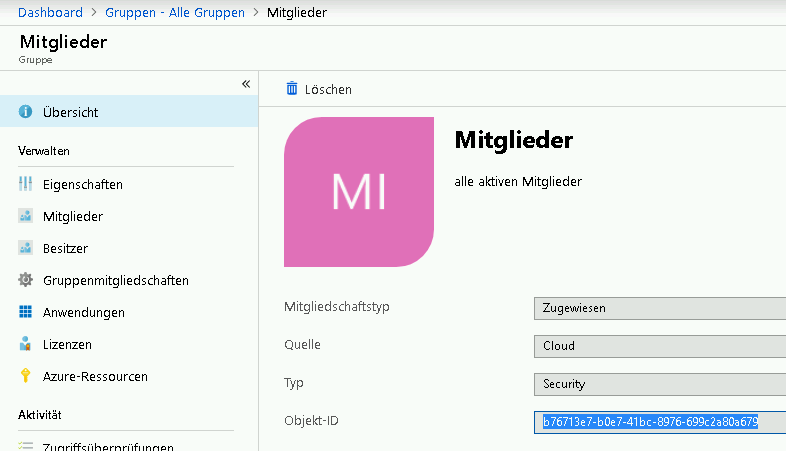 Dashboard > Gruppen - Alle Gruppen > Mitglieder
Mitglieder
Gruppe
«
Übersicht
Verwalten
Eigenschaften
Mitglieder
Besitzer
Gruppenmitgliedschaften
Anwendungen
Lizenzen
Azure-Ressourcen
Aktivität
Zugriffsüberprüfungen
Löschen
MI
Mitglieder
alle aktiven Mitglieder
Mitgliedschaftstyp Zugewiesen
Quelle Cloud
Typ Security
Objekt-ID b76713e7-b0e7-41bc-8976-699c2a80a679